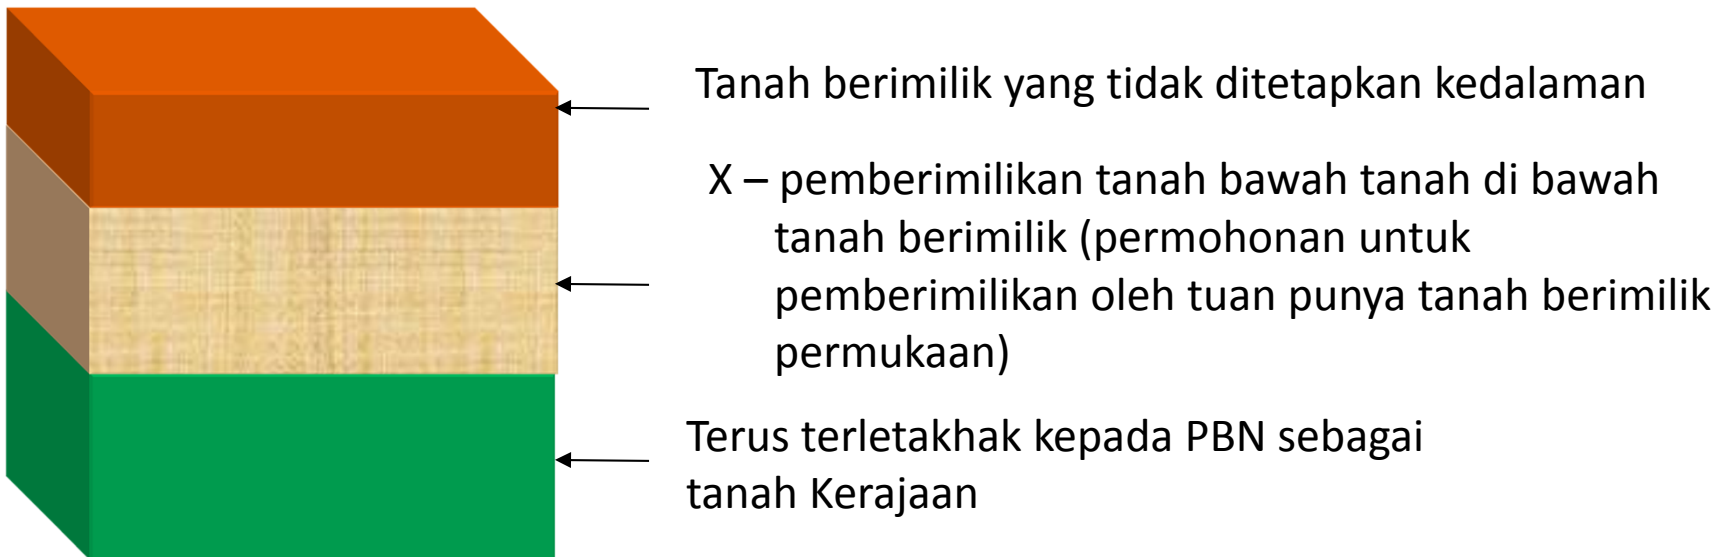 Tanah berimilik yang tidak ditetapkan kedalaman
X – pemberimilikan tanah bawah tanah di bawah
tanah berimilik (permohonan untuk
pemberimilikan oleh tuan punya tanah berimilik
permukaan)
Terus terletakhak kepada PBN sebagai
tanah Kerajaan